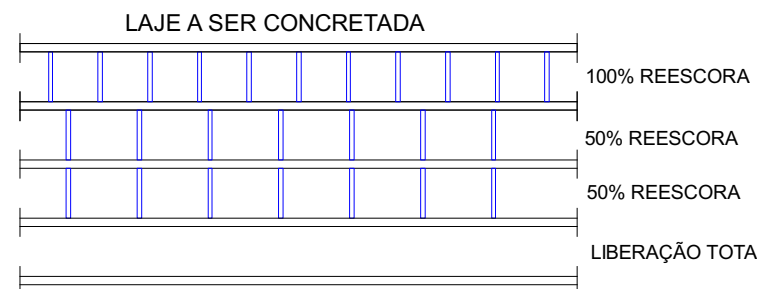 LAJE A SER CONCRETADA
100% REESCORA
50% REESCORA
50% REESCORA
LIBERAÇÃO TOTA